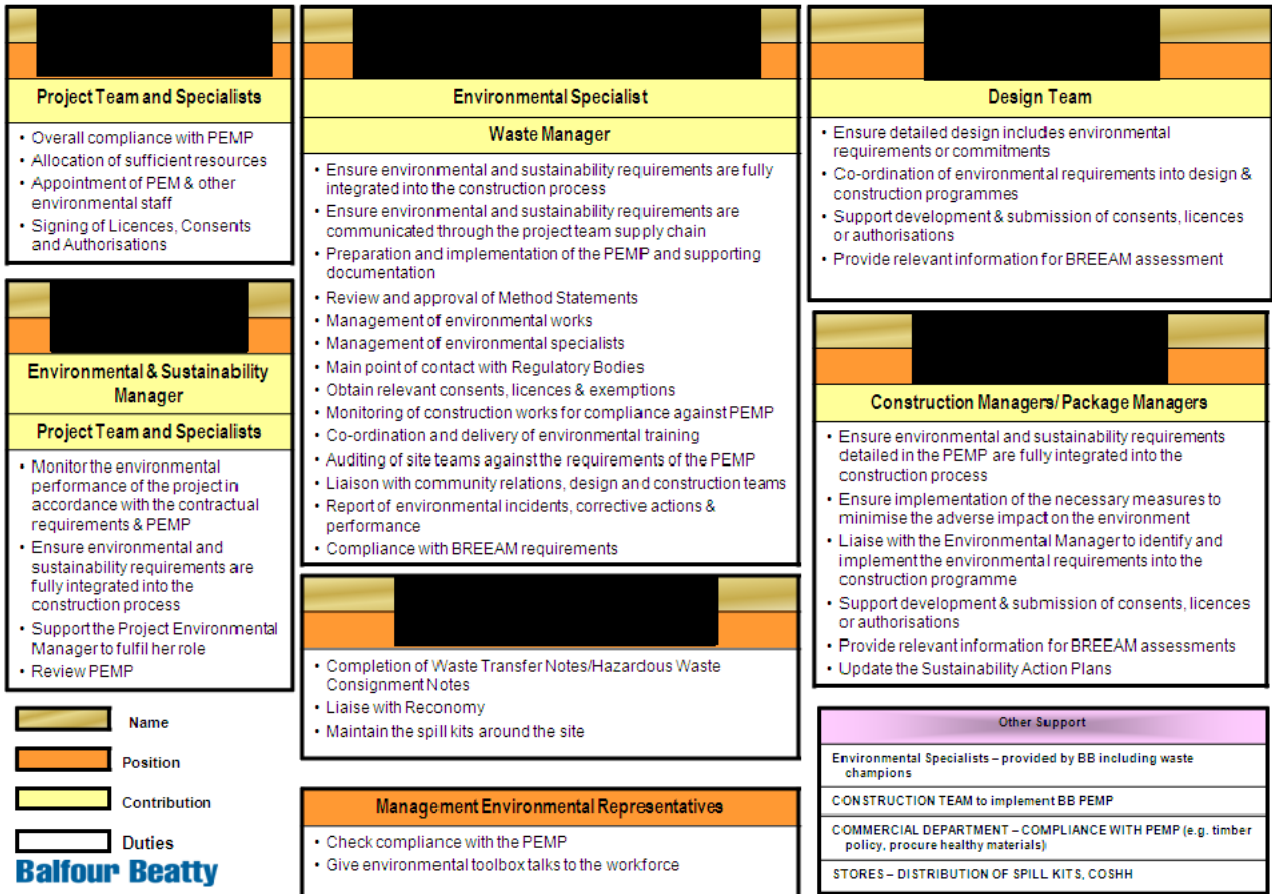 Project Team and Specialists
• Overall compliance with PEMP
• Allocation of sufficient resources
• Appointment of PEM & other
environmental staff
• Signing of Licences, Consents
and Authorisations
Environmental & Sustainability
Manager
Project Team and Specialists
• Monitor the environmental
performance of the project in
accordance with the contractual
requirements & PEMP
• Ensure environmental and
sustainability requirements are
fully integrated into the
construction process
• Support the Project Environmental
Manager to fulfil her role
• Review PEMP
Name
Position
Contribution
Duties
Balfour Beatty
Environmental Specialist
Waste Manager
• Ensure environmental and sustainability requirements are fully
integrated into the construction process
• Ensure environmental and sustainability requirements are
communicated through the project team supply chain
• Preparation and implementation of the PEMP and supporting
documentation
• Review and approval of Method Statements
• Management of environmental works
• Management of environmental specialists
• Main point of contact with Regulatory Bodies
• Obtain relevant consents, licences & exemptions
• Monitoring of construction works for compliance against PEMP
• Co-ordination and delivery of environmental training
• Auditing of site teams against the requirements of the PEMP
• Liaison with community relations, design and construction teams
• Report of environmental incidents, corrective actions &
performance
• Compliance with BREEAM requirements
• Completion of Waste Transfer Notes/Hazardous Waste
Consignment Notes
• Liaise with Reconomy
• Maintain the spill kits around the site
Management Environmental Representatives
• Check compliance with the PEMP
• Give environmental toolbox talks to the workforce
Design Team
• Ensure detailed design includes environmental
requirements or commitments
• Co-ordination of environmental requirements into design &
construction programmes
• Support development & submission of consents, licences
or authorisations
• Provide relevant information for BREEAM assessment
Construction Managers/ Package Managers
• Ensure environmental and sustainability requirements
detailed in the PEMP are fully integrated into the
construction process
• Ensure implementation of the necessary measures to
minimise the adverse impact on the environment
• Liaise with the Environmental Manager to identify and
implement the environmental requirements into the
construction programme
• Support development & submission of consents, licences
or authorisations
• Provide relevant information for BREEAM assessments
• Update the Sustainability Action Plans
Other Support
Environmental Specialists – provided by BB including waste
champions
CONSTRUCTION TEAM to implement BB PEMP
COMMERCIAL DEPARTMENT – COMPLIANCE WITH PEMP (e.g. timber
policy, procure healthy materials)
STORES – DISTRIBUTION OF SPILL KITS, COSHH